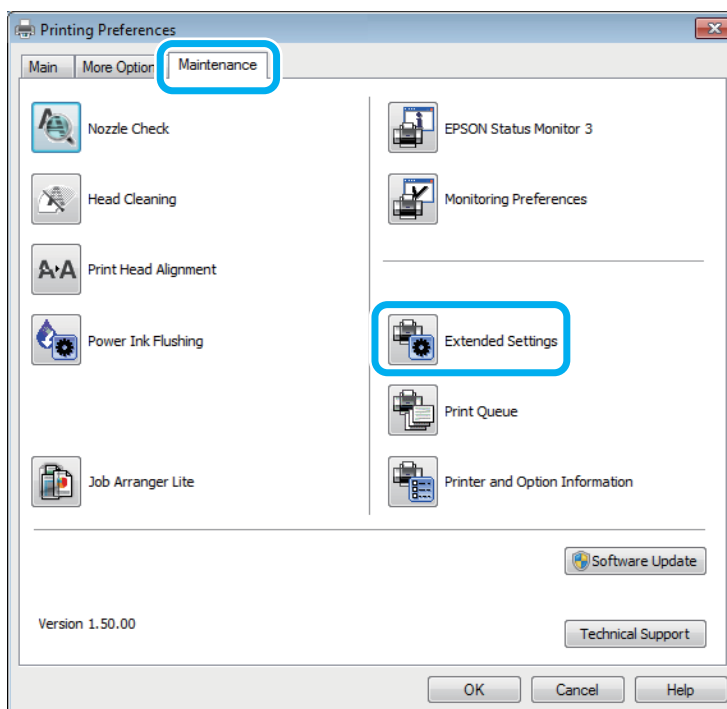 Printing Preferences
Main
More Option
Maintenance
Nozzle Check
EPSON Status Monitor 3
Head Cleaning
Monitoring Preferences
A A
Print Head Alignment
Power Ink Flushing
Extended Settings
Print Queue
Job Arranger Lite
Printer and Option Information
Software Update
Version 1.50.00
Technical Support
OK
Cancel
Help